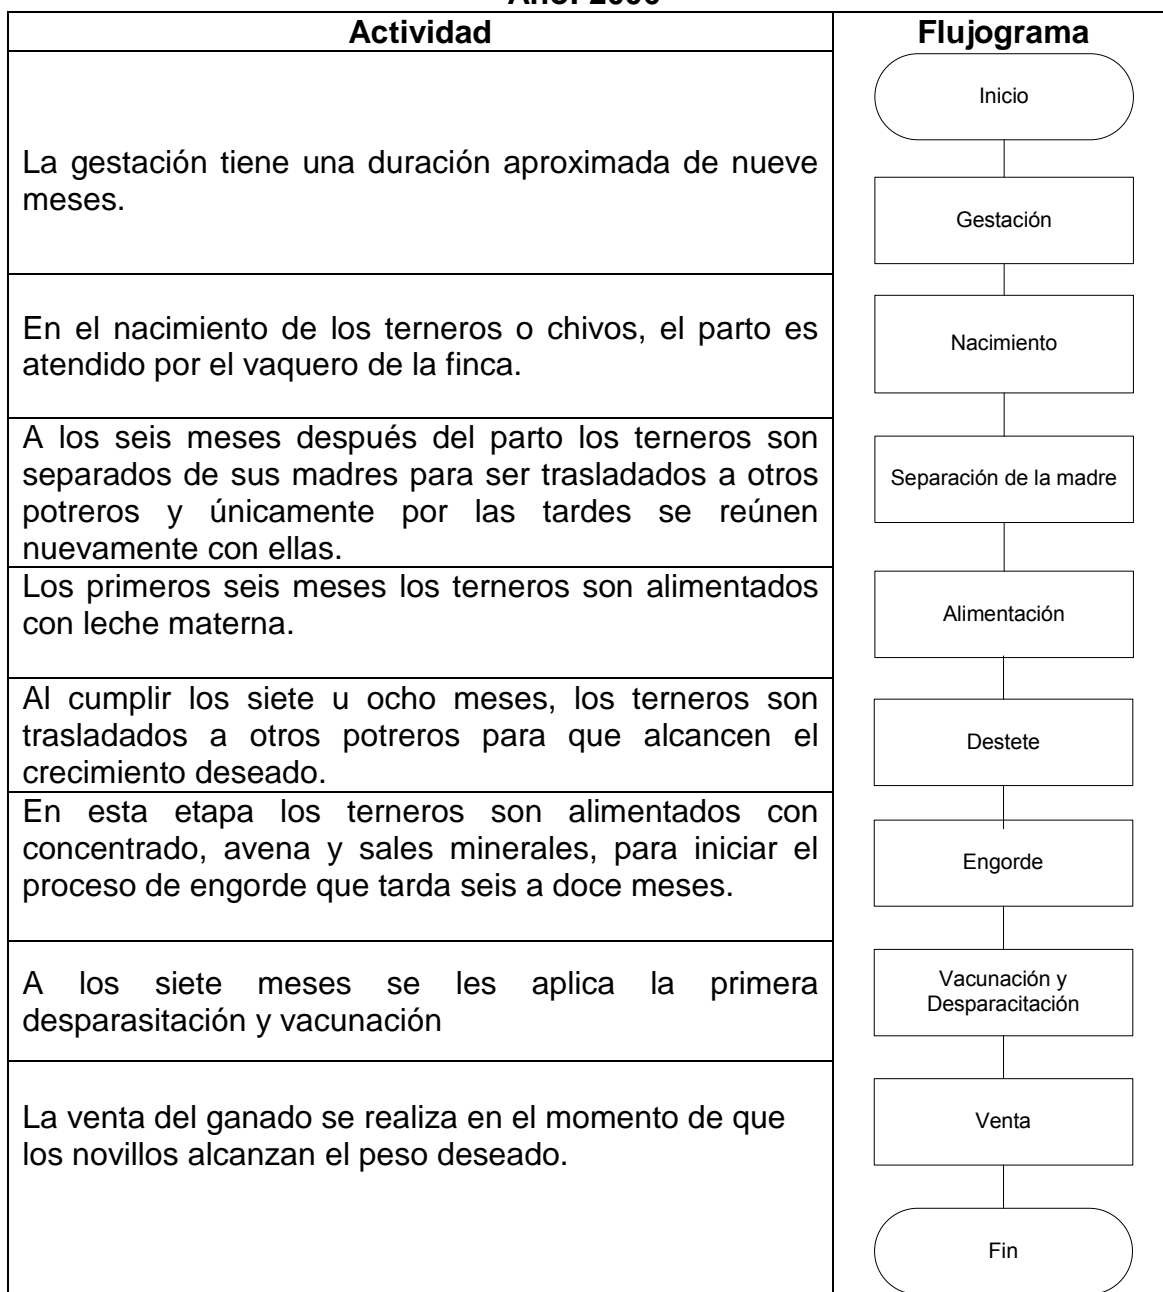 Actividad
Flujograma
Inicio
La gestación tiene una duración aproximada de nueve
meses.
Gestación
En el nacimiento de los terneros o chivos, el parto es
atendido por el vaquero de la finca.
Nacimiento
A los seis meses después del parto los terneros son
separados de sus madres para ser trasladados a otros
potreros y únicamente por las tardes se reúnen
nuevamente con ellas.
Separación de la madre
Los primeros seis meses los terneros son alimentados
con leche materna.
Alimentación
Al cumplir los siete u ocho meses, los terneros son
trasladados a otros potreros para que alcancen el
crecimiento deseado.
Destete
En esta etapa los terneros son alimentados con
concentrado, avena y sales minerales, para iniciar el
proceso de engorde que tarda seis a doce meses.
Engorde
A los siete meses se les aplica la primera
desparasitación y vacunación
Vacunación y
Desparacitación
La venta del ganado se realiza en el momento de que
los novillos alcanzan el peso deseado.
Venta
Fin